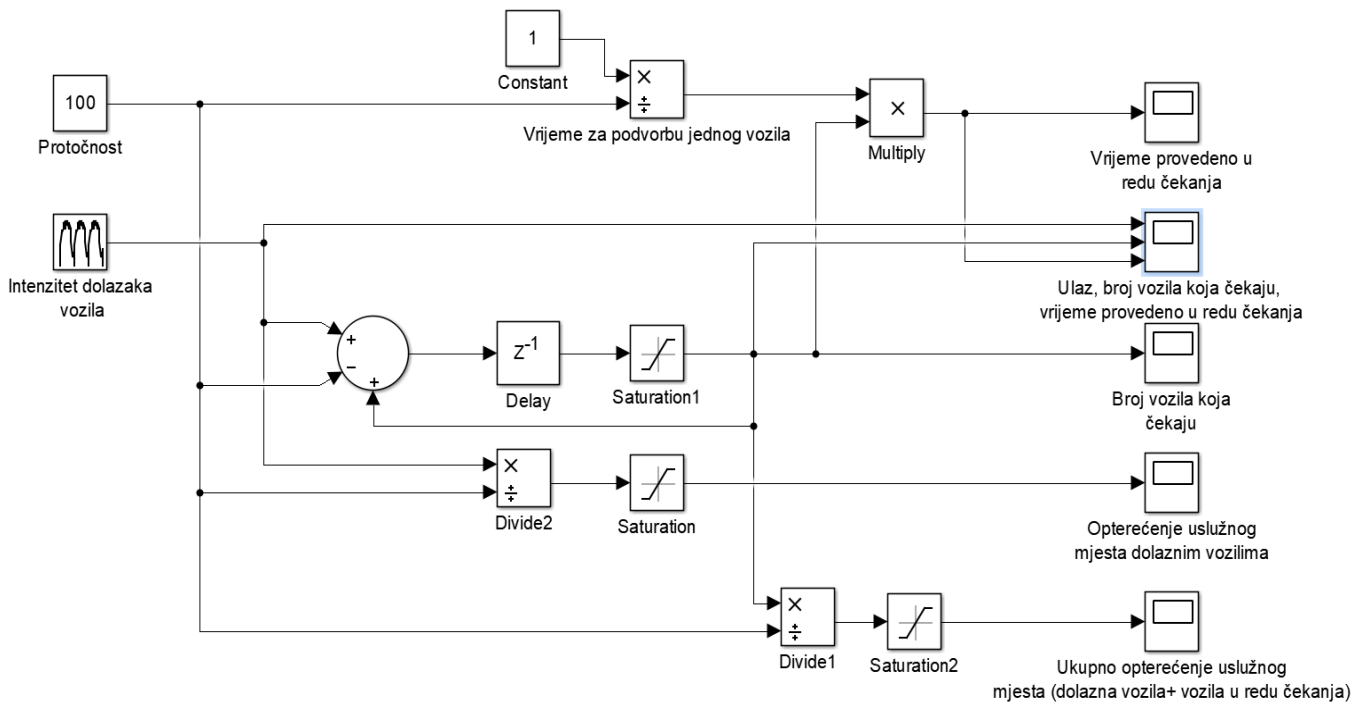 1
Constant
×
÷
Vrijeme za podvorbu jednog vozila
100
Protočnost
×
Multiply
Vrijeme provedeno u
redu čekanja
Intenzitet dolazaka
vozila
Ulaz, broj vozila koja čekaju,
vrijeme provedeno u redu čekanja
+
−
+
Z-1
Delay
Saturation1
Broj vozila koja
čekaju
×
÷
Divide2
Saturation
Opterećenje uslužnog
mjesta dolaznim vozilima
×
÷
Divide1
Saturation2
Ukupno opterećenje uslužnog
mjesta (dolazna vozila+ vozila u redu čekanja)